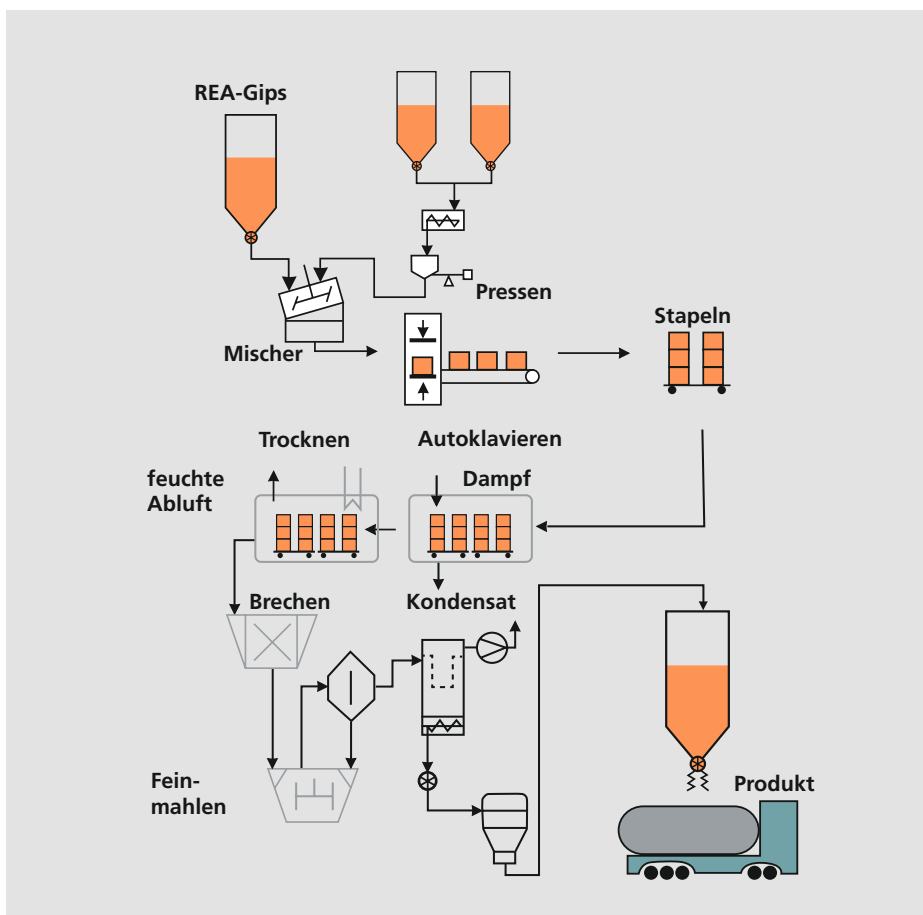 REA-Gips
Pressen
Mischer
Stapeln
Trocknen
Autoklavieren
feuchte
Abluft
Dampf
Brechen
Kondensat
Fein-
mahlen
Produkt